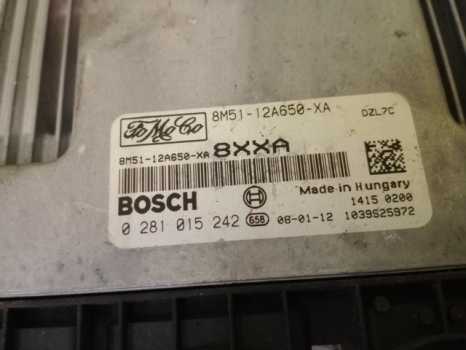 FoMoCo 8M51-12A650-XA DZL7C
8M51-12A650-XA 8XXA
BOSCH Made in Hungary
1415 0200
0 281 015 242 658 08-01-12 1039S25972